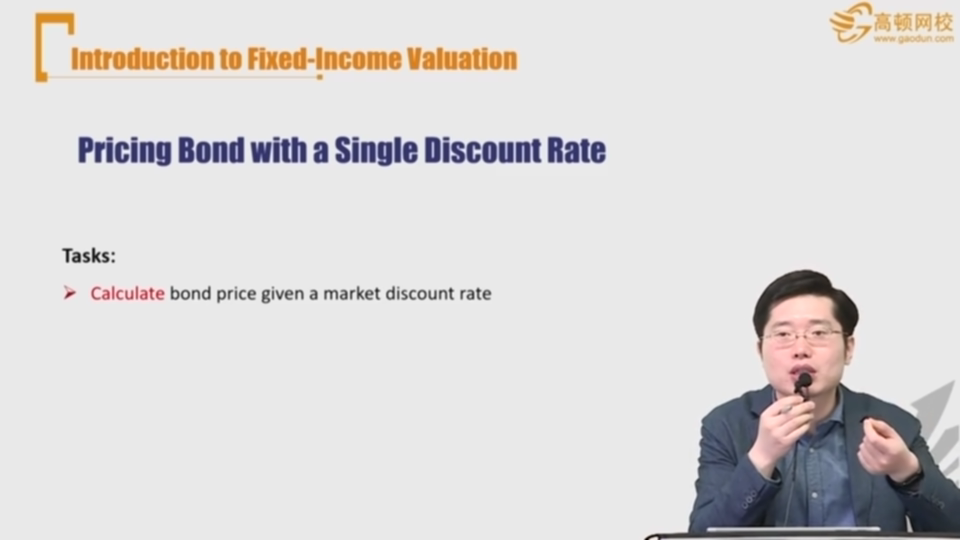 Introduction to Fixed-Income Valuation
高顿网校
www.gaodun.com
Pricing Bond with a Single Discount Rate
Tasks:
Calculate bond price given a market discount rate